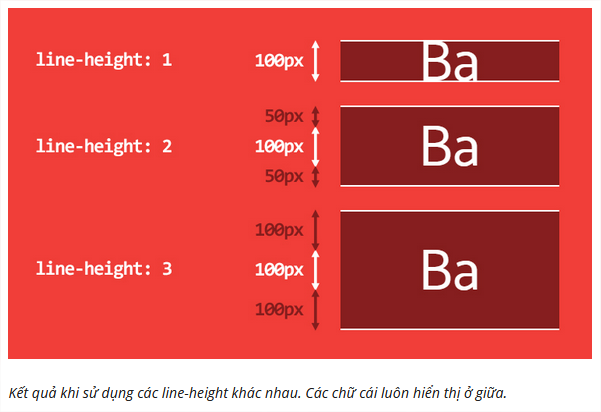 line-height: 1
100px
Ba
line-height: 2
50px
100px
50px
Ba
line-height: 3
100px
100px
100px
Ba
Kết quả khi sử dụng các line-height khác nhau. Các chữ cái luôn hiển thị ở giữa.